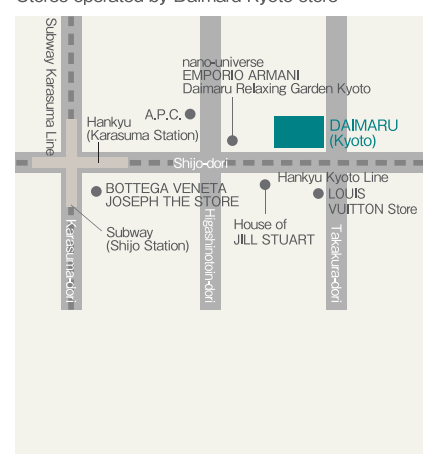 Stores operated by Daimaru Kyoto store
Subway Karasuma Line
nano-universe
EMPORIO ARMANI
Daimaru Relaxing Garden Kyoto
A.P.C.
Hankyu
(Karasuma Station)
DAIMARU
(Kyoto)
Shijo-dori
Hankyu Kyoto Line
BOTTEGA VENETA
JOSEPH THE STORE
LOUIS
VUITTON Store
House of
JILL STUART
Subway
(Shijo Station)
Karasuma-dori
Higashinotoin-dori
Takakura-dori